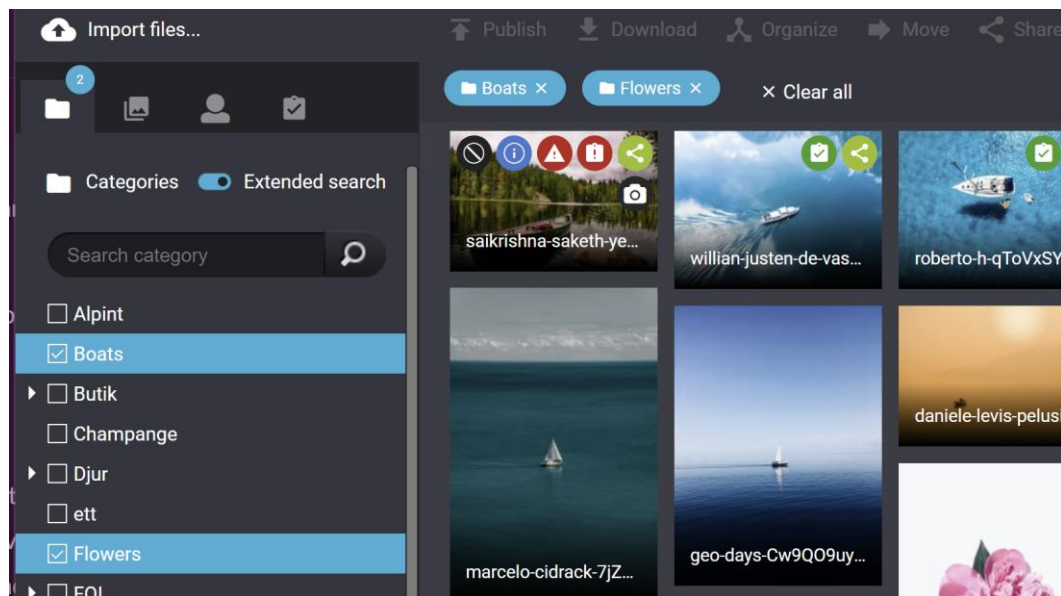 Import files...
Publish
Download
Organize
Move
Share
2
Boats ×
Flowers ×
× Clear all
Categories
Extended search
Search category
Alpint
Boats
Butik
Champange
Djur
ett
Flowers
saikrishna-saketh-ye...
willian-justen-de-vas...
roberto-h-qToVxSY
marcelo-cidrack-7jZ...
geo-days-Cw9QO9uy...
daniele-levis-pelusi